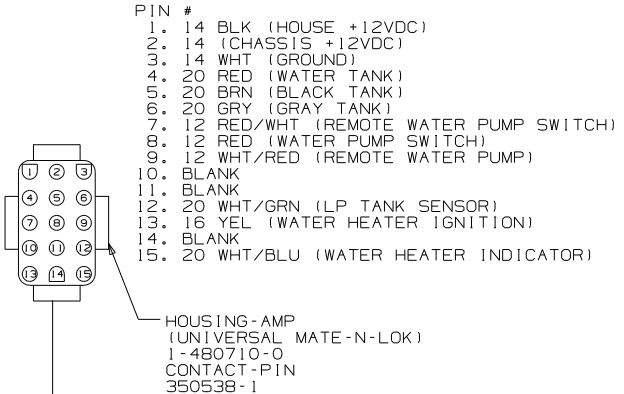 PIN #
1. 14 BLK (HOUSE +12VDC)
2. 14 (CHASSIS +12VDC)
3. 14 WHT (GROUND)
4. 20 RED (WATER TANK)
5. 20 BRN (BLACK TANK)
6. 20 GRY (GRAY TANK)
7. 12 RED/WHT (REMOTE WATER PUMP SWITCH)
8. 12 RED (WATER PUMP SWITCH)
9. 12 WHT/RED (REMOTE WATER PUMP)
10. BLANK
11. BLANK
12. 20 WHT/GRN (LP TANK SENSOR)
13. 16 YEL (WATER HEATER IGNITION)
14. BLANK
15. 20 WHT/BLU (WATER HEATER INDICATOR)
1 2 3
4 5 6
7 8 9
10 11 12
13 14 15
HOUSING-AMP
(UNIVERSAL MATE-N-LOK)
1-480710-0
CONTACT-PIN
350538-1